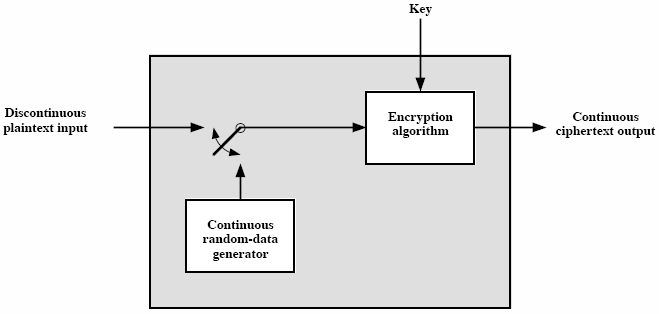 Key
Discontinuous
plaintext input
Encryption
algorithm
Continuous
ciphertext output
Continuous
random-data
generator